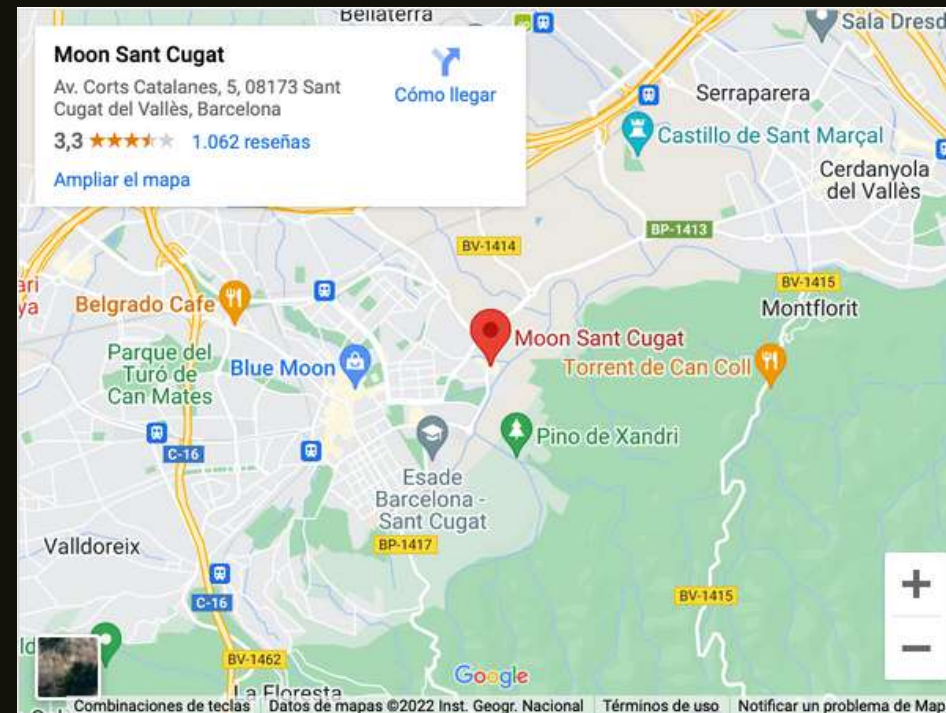 Bellaterra
Sala Dresd
Moon Sant Cugat
Av. Corts Catalanes, 5, 08173 Sant
Cugat del Vallès, Barcelona
3,3 1.062 reseñas
Ampliar el mapa
Cómo llegar
Serraparera
Castillo de Sant Marçal
Cerdanyola
del Vallès
BP-1413
BV-1414
BV-1415
Montflorit
Belgrado Cafe
Moon Sant Cugat
Parque del
Turó de
Can Mates
Blue Moon
Torrent de Can Coll
Pino de Xandri
C-16
Esade
Barcelona -
Sant Cugat
Valldoreix
BP-1417
C-16
BV-1415
BV-1462
La Floresta
Google
Combinaciones de teclas Datos de mapas ©2022 Inst. Geogr. Nacional Términos de uso Notificar un problema de Map